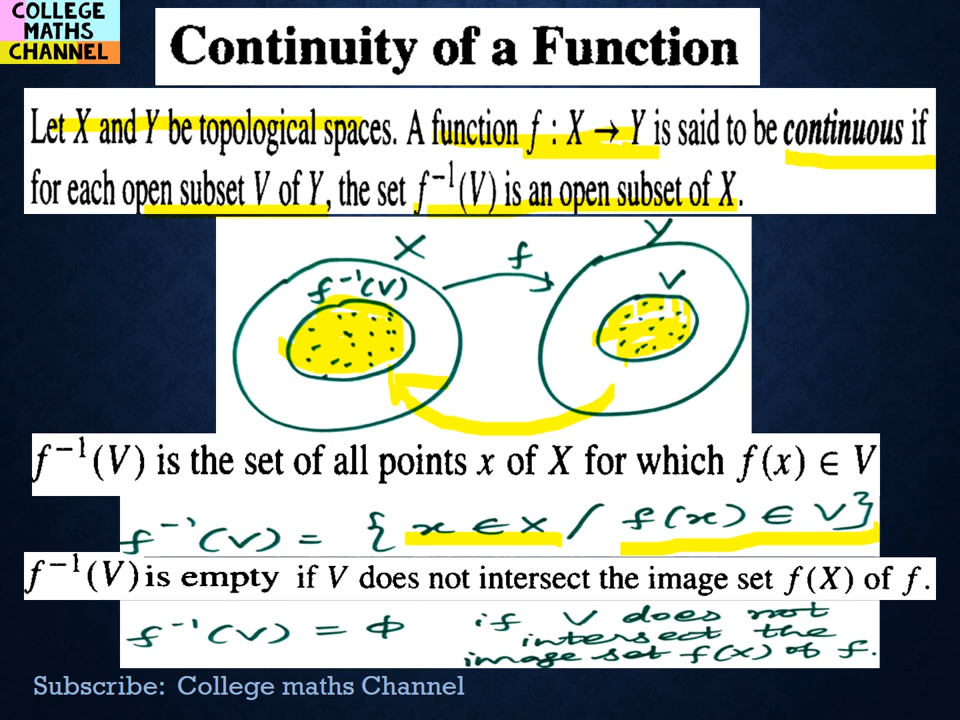 COLLEGE
MATHS
CHANNEL
Continuity of a Function
Let X and Y be topological spaces. A function f : X → Y is said to be continuous if
for each open subset V of Y, the set f⁻¹(V) is an open subset of X.
X f Y
f⁻¹(V) V
f⁻¹(V) is the set of all points x of X for which f(x) ∈ V
f⁻¹(V) = { x ∈ X / f(x) ∈ V }
f⁻¹(V) is empty if V does not intersect the image set f(X) of f.
f⁻¹(V) = ϕ if V does not
intersect the
image set f(X) of f.
Subscribe: College maths Channel